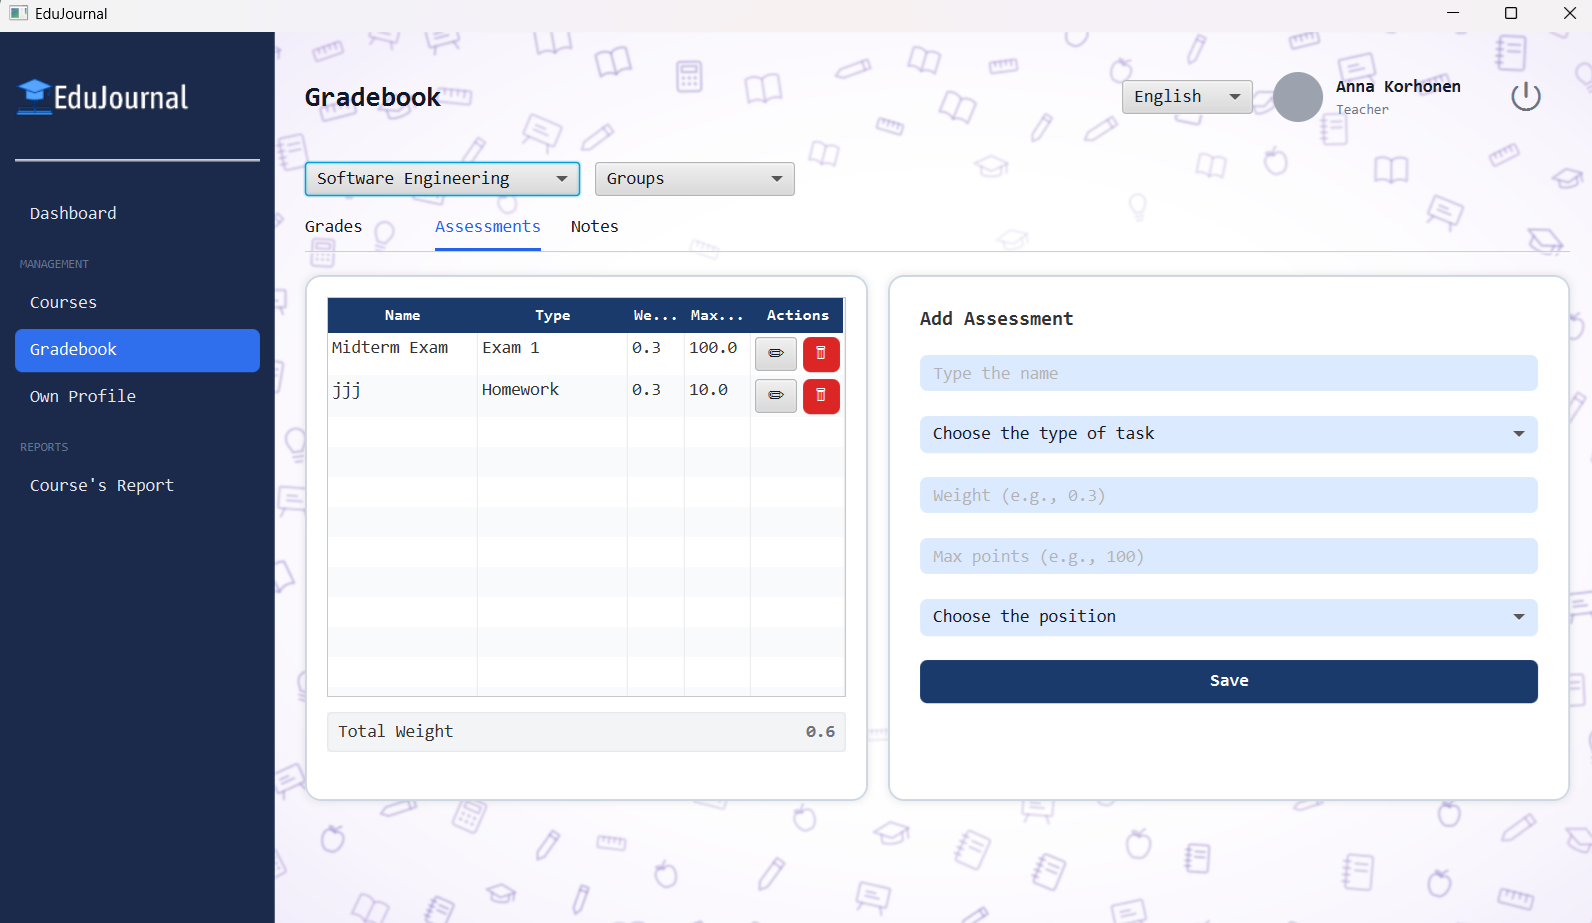 EduJournal
EduJournal
Dashboard
MANAGEMENT
Courses
Gradebook
Own Profile
REPORTS
Course's Report
Gradebook
English
Anna Korhonen
Teacher
Software Engineering
Groups
Grades
Assessments
Notes
Name Type We... Max... Actions
Midterm Exam Exam 1 0.3 100.0
jjj Homework 0.3 10.0
Total Weight 0.6
Add Assessment
Type the name
Choose the type of task
Weight (e.g., 0.3)
Max points (e.g., 100)
Choose the position
Save